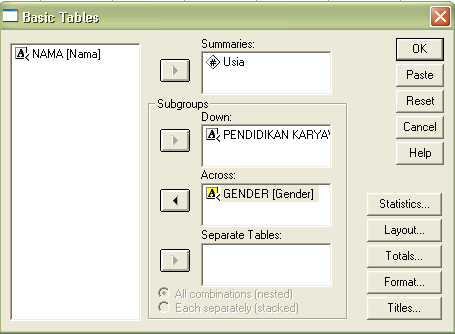 Basic Tables
NAMA [Nama]
Summaries:
Usia
Subgroups
Down:
PENDIDIKAN KARYAW
Across:
GENDER [Gender]
Separate Tables:
All combinations (nested)
Each separately (stacked)
OK
Paste
Reset
Cancel
Help
Statistics...
Layout...
Totals...
Format...
Titles...